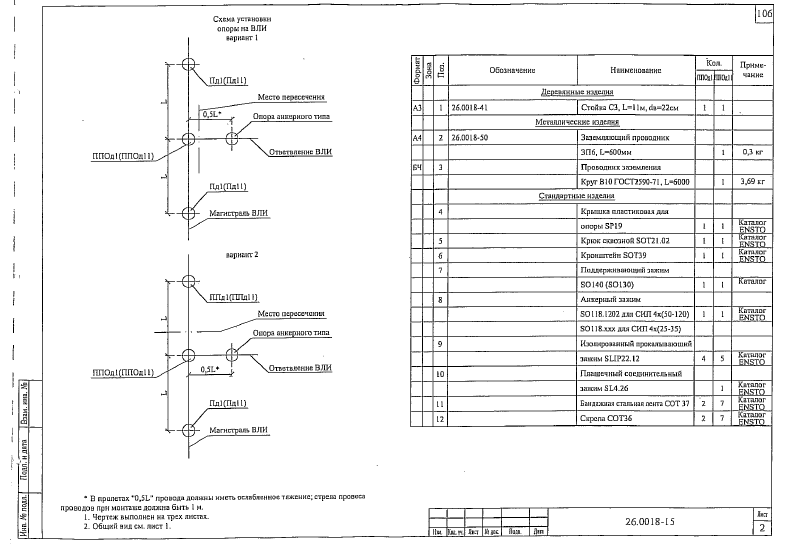 106
Схема установки
опоры на ВЛИ
вариант 1
Пд1(Пд11)
Место пересечения
0,5L*
Опора анкерного типа
L
ППОд1(ППОд11)
Ответвление ВЛИ
L
Пд1(Пд11)
Магистраль ВЛИ
вариант 2
ППд1(ППд11)
Место пересечения
L
Опора анкерного типа
ППОд1(ППОд11)
Ответвление ВЛИ
0,5L*
L
Пд1(Пд11)
Магистраль ВЛИ
* В пролетах "0,5L" провода должны иметь ослабленное тяжение; стрела провеса
проводов при монтаже должна быть 1 м.
1. Чертеж выполнен на трех листах.
2. Общий вид см. лист 1.
Формат Зона Поз. Обозначение Наименование Кол. Приме-
ППОд1 ППОд11 чание
Деревянные изделия
А3 1 26.0018-41 Стойка С3, L=11м, dв=22см 1 1
Металлические изделия
А4 2 26.0018-50 Заземляющий проводник
ЗП6, L=600мм 1 0,3 кг
БЧ 3 Проводник заземления
Круг В10 ГОСТ2590-71, L=6000 1 3,69 кг
Стандартные изделия
4 Крышка пластиковая для
опоры SP19 1 1 Каталог ENSTO
5 Крюк сквозной SOT21.02 1 1 Каталог ENSTO
6 Кронштейн SOT39 1 1 Каталог ENSTO
7 Поддерживающий зажим
SO140 (SO130) 1 1 Каталог
8 Анкерный зажим
SO118.1202 для СИП 4х(50-120) 1 1 Каталог ENSTO
SO118.xxx для СИП 4х(25-35)
9 Изолированный прокалывающий
зажим SLIP22.12 4 5 Каталог ENSTO
10 Плашечный соединительный
зажим SL4.26 1 Каталог ENSTO
11 Бандажная стальная лента СОТ 37 2 7 Каталог ENSTO
12 Скрепа СОТ36 2 7 Каталог ENSTO
Взам. инв. №
Подп. и дата
Инв. № подл.
Изм. Кол. уч. Лист № док. Подп. Дата
26.0018-15
Лист
2